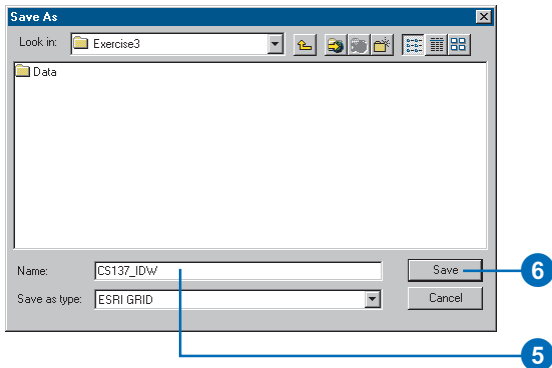 Save As
Look in: Exercise3
Data
Name: CS137_IDW Save 6
Save as type: ESRI GRID Cancel
5